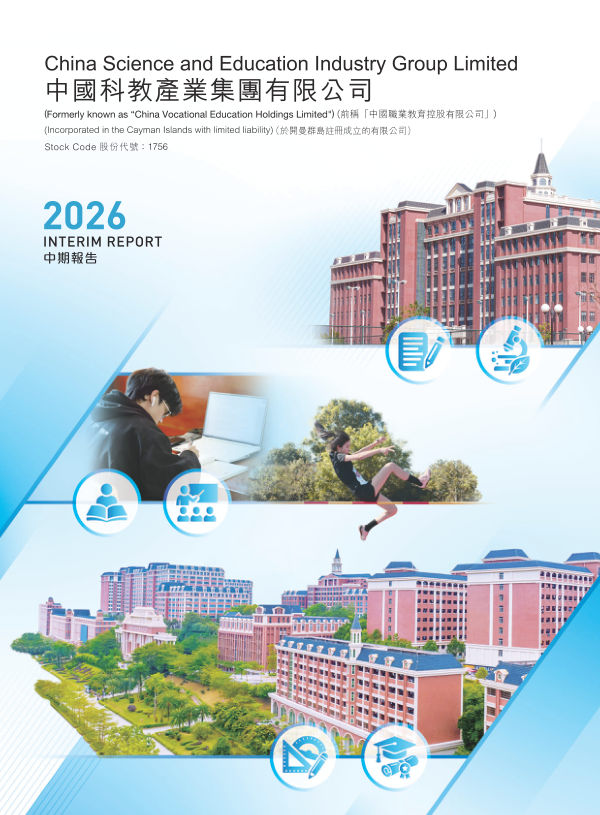 China Science and Education Industry Group Limited
中國科教產業集團有限公司
(Formerly known as "China Vocational Education Holdings Limited") (前稱「中國職業教育控股有限公司」)
(Incorporated in the Cayman Islands with limited liability) (於開曼群島註冊成立的有限公司)
Stock Code 股份代號：1756
2026
INTERIM REPORT
中期報告